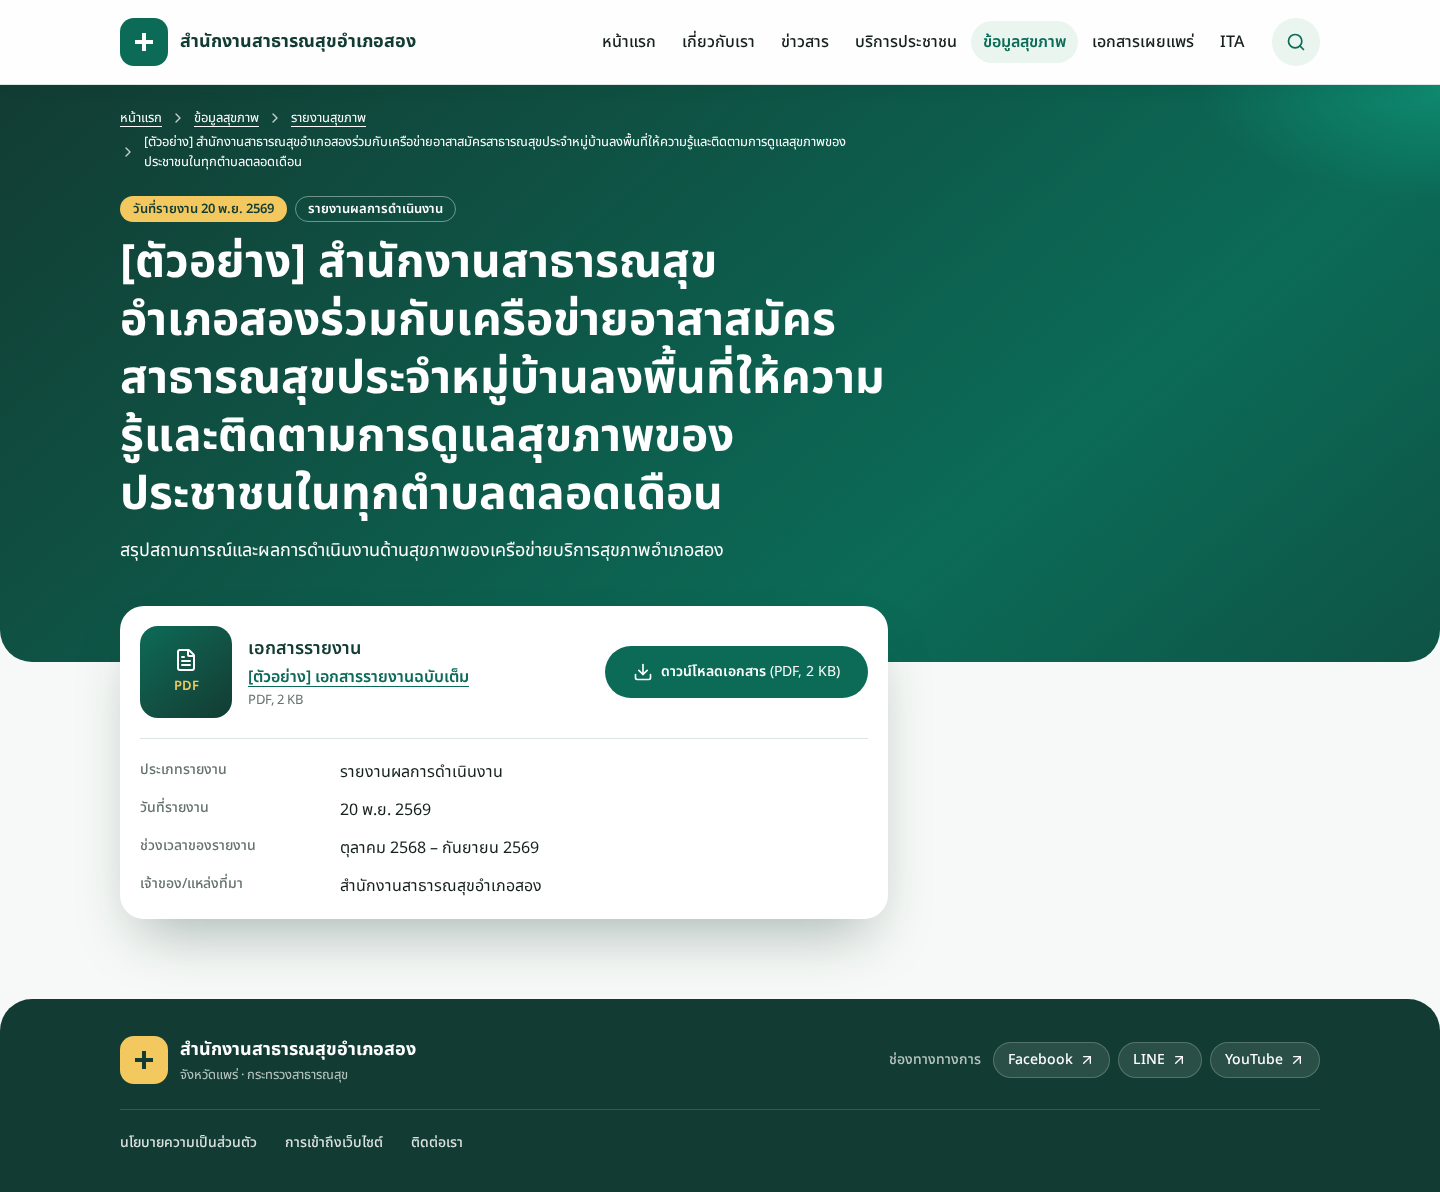 สำนักงานสาธารณสุขอำเภอสอง
หน้าแรก เกี่ยวกับเรา ข่าวสาร บริการประชาชน ข้อมูลสุขภาพ เอกสารเผยแพร่ ITA
หน้าแรก ข้อมูลสุขภาพ รายงานสุขภาพ
[ตัวอย่าง] สำนักงานสาธารณสุขอำเภอสองร่วมกับเครือข่ายอาสาสมัครสาธารณสุขประจำหมู่บ้านลงพื้นที่ให้ความรู้และติดตามการดูแลสุขภาพของ
ประชาชนในทุกตำบลตลอดเดือน
วันที่รายงาน 20 พ.ย. 2569 รายงานผลการดำเนินงาน
[ตัวอย่าง] สำนักงานสาธารณสุข
อำเภอสองร่วมกับเครือข่ายอาสาสมัคร
สาธารณสุขประจำหมู่บ้านลงพื้นที่ให้ความ
รู้และติดตามการดูแลสุขภาพของ
ประชาชนในทุกตำบลตลอดเดือน
สรุปสถานการณ์และผลการดำเนินงานด้านสุขภาพของเครือข่ายบริการสุขภาพอำเภอสอง
PDF
เอกสารรายงาน
[ตัวอย่าง] เอกสารรายงานฉบับเต็ม
PDF, 2 KB
ดาวน์โหลดเอกสาร (PDF, 2 KB)
ประเภทรายงาน รายงานผลการดำเนินงาน
วันที่รายงาน 20 พ.ย. 2569
ช่วงเวลาของรายงาน ตุลาคม 2568 – กันยายน 2569
เจ้าของ/แหล่งที่มา สำนักงานสาธารณสุขอำเภอสอง
สำนักงานสาธารณสุขอำเภอสอง
จังหวัดแพร่ · กระทรวงสาธารณสุข
ช่องทางทางการ Facebook LINE YouTube
นโยบายความเป็นส่วนตัว การเข้าถึงเว็บไซต์ ติดต่อเรา